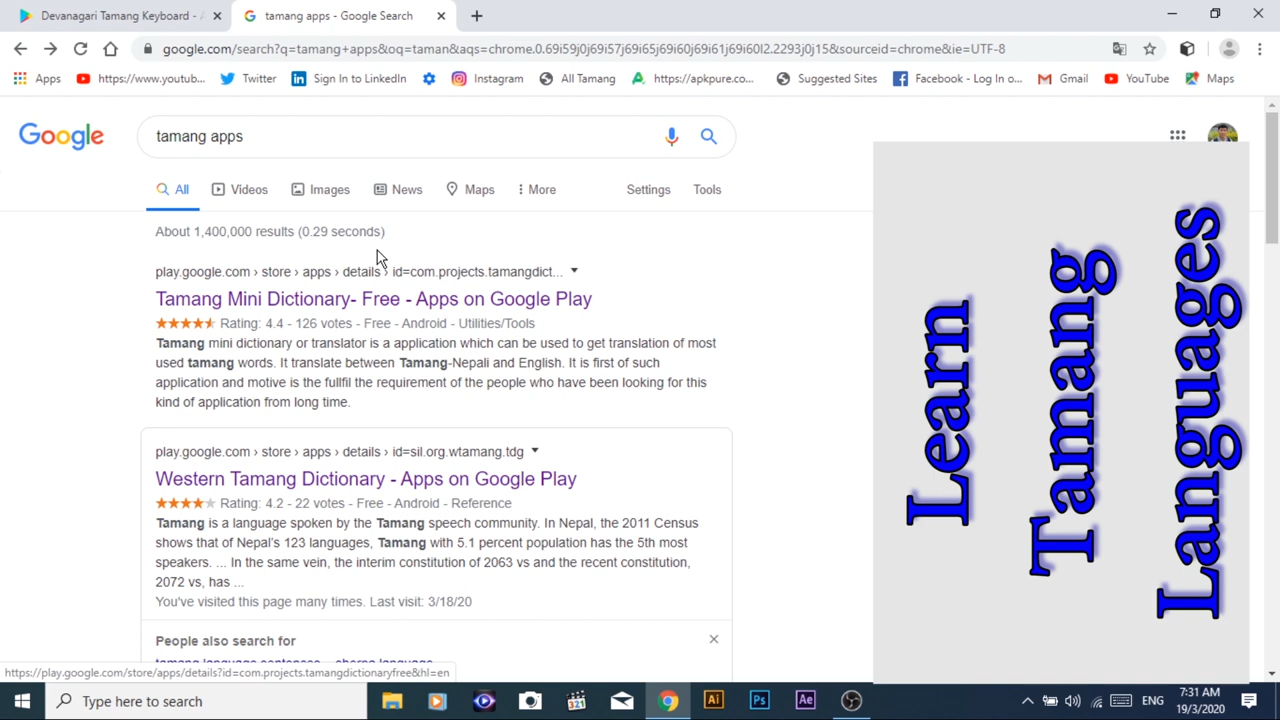 Devanagari Tamang Keyboard - A
tamang apps - Google Search
google.com/search?q=tamang+apps&oq=taman&aqs=chrome.0.69i59j0j69i57j69i65j69i60j69i61j69i60l2.2293j0j15&sourceid=chrome&ie=UTF-8
Apps https://www.youtub... Twitter Sign In to LinkedIn Instagram All Tamang https://apkpure.co... Suggested Sites Facebook - Log In o... Gmail YouTube Maps
Google
tamang apps
All Videos Images News Maps More Settings Tools
About 1,400,000 results (0.29 seconds)
play.google.com › store › apps › details › id=com.projects.tamangdict...
Tamang Mini Dictionary- Free - Apps on Google Play
Rating: 4.4 - 126 votes - Free - Android - Utilities/Tools
Tamang mini dictionary or translator is a application which can be used to get translation of most
used tamang words. It translate between Tamang-Nepali and English. It is first of such
application and motive is the fullfil the requirement of the people who have been looking for this
kind of application from long time.
play.google.com › store › apps › details › id=sil.org.wtamang.tdg
Western Tamang Dictionary - Apps on Google Play
Rating: 4.2 - 22 votes - Free - Android - Reference
Tamang is a language spoken by the Tamang speech community. In Nepal, the 2011 Census
shows that of Nepal's 123 languages, Tamang with 5.1 percent population has the 5th most
speakers. ... In the same vein, the interim constitution of 2063 vs and the recent constitution,
2072 vs, has ...
You've visited this page many times. Last visit: 3/18/20
People also search for
tamang language sentences sherpa language
https://play.google.com/store/apps/details?id=com.projects.tamangdictionaryfree&hl=en
Learn
Tamang
Languages
Type here to search
321
Ai
Ps
Ae
ENG
7:31 AM
19/3/2020